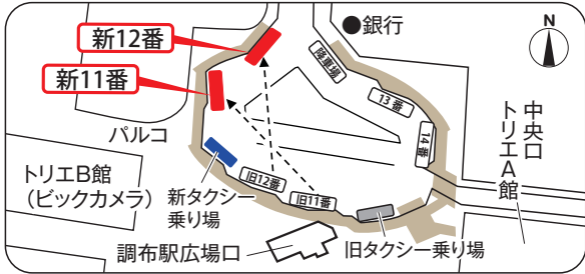 新12番
新11番
●銀行
N
降車場
13番
14番
パルコ
中央口
トリエA館
トリエB館
(ビックカメラ)
新タクシー
乗り場
旧12番
旧11番
調布駅広場口
旧タクシー乗り場